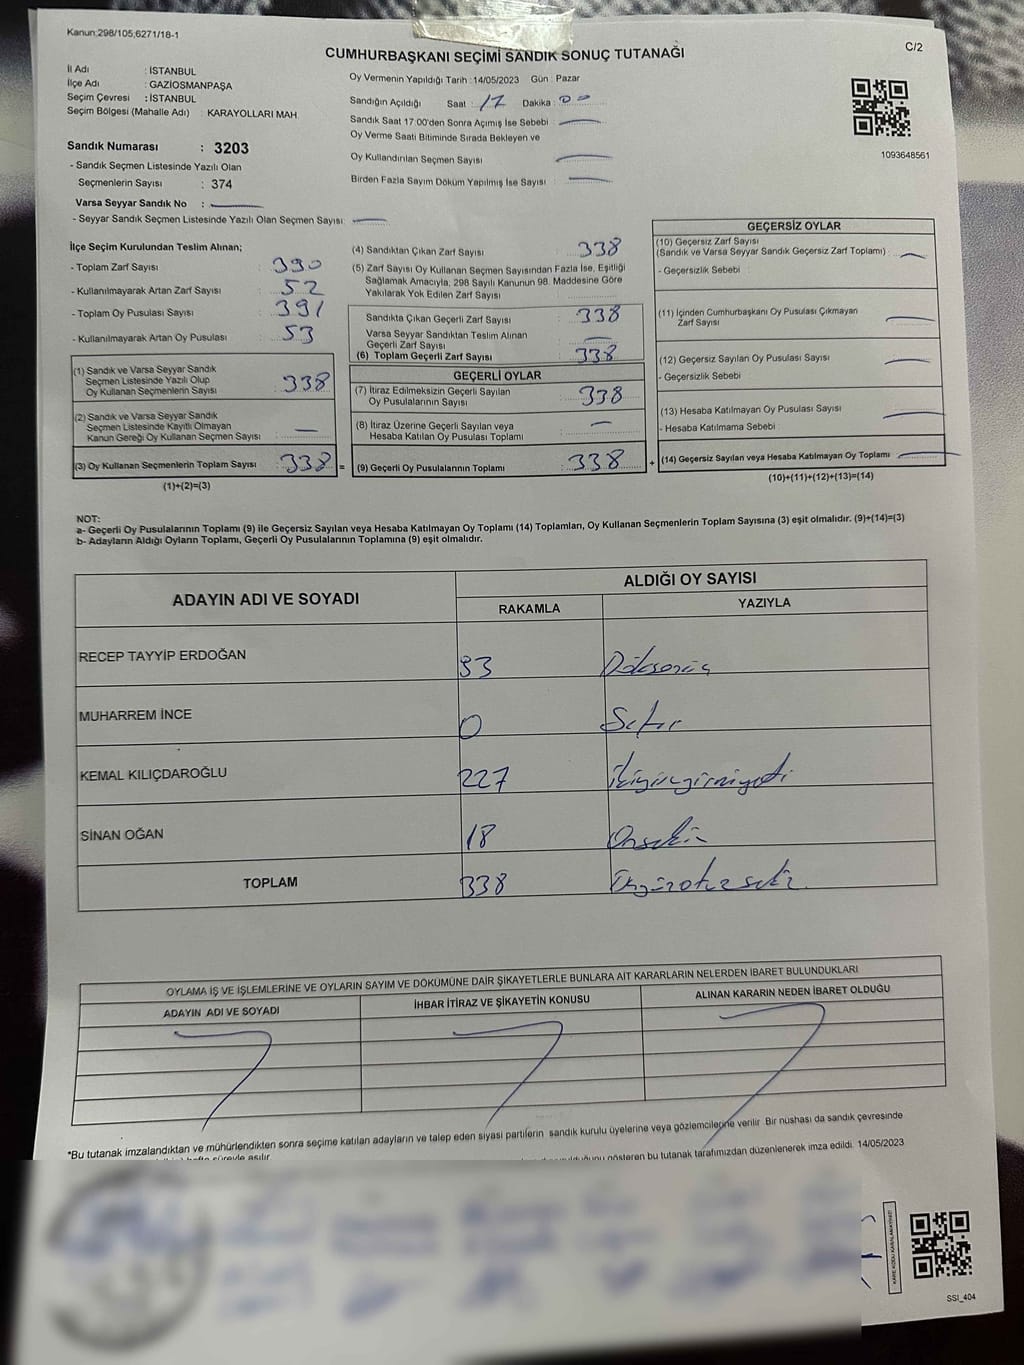 Kanun;298/105;6271/18-1
CUMHURBAŞKANI SEÇİMİ SANDIK SONUÇ TUTANAĞI
C/2
İl Adı : İSTANBUL
İlçe Adı : GAZİOSMANPAŞA
Seçim Çevresi : İSTANBUL
Seçim Bölgesi (Mahalle Adı) : KARAYOLLARI MAH
Sandık Numarası : 3203
- Sandık Seçmen Listesinde Yazılı Olan
Seçmenlerin Sayısı : 374
Varsa Seyyar Sandık No :
- Seyyar Sandık Seçmen Listesinde Yazılı Olan Seçmen Sayısı:
Oy Vermenin Yapıldığı Tarih : 14/05/2023 Gün : Pazar
Sandığın Açıldığı Saat : 17 Dakika : 00
Sandık Saat 17:00'den Sonra Açımış İse Sebebi :
Oy Verme Saati Bitiminde Sırada Bekleyen ve
Oy Kullandırılan Seçmen Sayısı
Birden Fazla Sayım Döküm Yapılmış İse Sayısı :
1093648561
İlçe Seçim Kurulundan Teslim Alınan;
- Toplam Zarf Sayısı : 390
- Kullanılmayarak Artan Zarf Sayısı : 52
- Toplam Oy Pusulası Sayısı : 391
- Kullanılmayarak Artan Oy Pusulası : 53
(1) Sandık ve Varsa Seyyar Sandık
Seçmen Listesinde Yazılı Olup
Oy Kullanan Seçmenlerin Sayısı : 338
(2) Sandık ve Varsa Seyyar Sandık
Seçmen Listesinde Kayıtlı Olmayan
Kanun Gereği Oy Kullanan Seçmen Sayısı : —
(3) Oy Kullanan Seçmenlerin Toplam Sayısı : 338 =
(1)+(2)=(3)
(4) Sandıktan Çıkan Zarf Sayısı : 338
(5) Zarf Sayısı Oy Kullanan Seçmen Sayısından Fazla İse, Eşitliği
Sağlamak Amacıyla, 298 Sayılı Kanunun 98. Maddesine Göre
Yakılarak Yok Edilen Zarf Sayısı
Sandıkta Çıkan Geçerli Zarf Sayısı : 338
Varsa Seyyar Sandıktan Teslim Alınan
Geçerli Zarf Sayısı : —
(6) Toplam Geçerli Zarf Sayısı : 338
GEÇERLİ OYLAR
(7) İtiraz Edilmeksizin Geçerli Sayılan
Oy Pusulalarının Sayısı : 338
(8) İtiraz Üzerine Geçerli Sayılan veya
Hesaba Katılan Oy Pusulası Toplamı : —
(9) Geçerli Oy Pusulalarının Toplamı : 338 +
GEÇERSİZ OYLAR
(10) Geçersiz Zarf Sayısı
(Sandık ve Varsa Seyyar Sandık Geçersiz Zarf Toplamı) :
- Geçersizlik Sebebi :
(11) İçinden Cumhurbaşkanı Oy Pusulası Çıkmayan
Zarf Sayısı
(12) Geçersiz Sayılan Oy Pusulası Sayısı
- Geçersizlik Sebebi
(13) Hesaba Katılmayan Oy Pusulası Sayısı
- Hesaba Katılmama Sebebi
(14) Geçersiz Sayılan veya Hesaba Katılmayan Oy Toplamı
(10)+(11)+(12)+(13)=(14)
NOT:
a- Geçerli Oy Pusulalarının Toplamı (9) ile Geçersiz Sayılan veya Hesaba Katılmayan Oy Toplamı (14) Toplamları, Oy Kullanan Seçmenlerin Toplam Sayısına (3) eşit olmalıdır. (9)+(14)=(3)
b- Adayların Aldığı Oyların Toplamı, Geçerli Oy Pusulalarının Toplamına (9) eşit olmalıdır.
ADAYIN ADI VE SOYADI
ALDIĞI OY SAYISI
RAKAMLA YAZIYLA
RECEP TAYYİP ERDOĞAN 93
MUHARREM İNCE 0 Sıfır
KEMAL KILIÇDAROĞLU 227 İkiyüzyirmiyedi
SİNAN OĞAN 18 Onsekiz
TOPLAM 338 Üçyüzotuzsekiz
OYLAMA İŞ VE İŞLEMLERİNE VE OYLARIN SAYIM VE DÖKÜMÜNE DAİR ŞİKAYETLERLE BUNLARA AİT KARARLARIN NELERDEN İBARET BULUNDUKLARI
ADAYIN ADI VE SOYADI İHBAR İTİRAZ VE ŞİKAYETİN KONUSU ALINAN KARARIN NEDEN İBARET OLDUĞU
*Bu tutanak imzalandıktan ve mühürlendikten sonra seçime katılan adayların ve talep eden siyasi partilerin sandık kurulu üyelerine veya gözlemcilerine verilir. Bir nüshası da sandık çevresinde
hafta süreyle asılır.
gösteren bu tutanak tarafımızdan düzenlenerek imza edildi. 14/05/2023
SSI_404